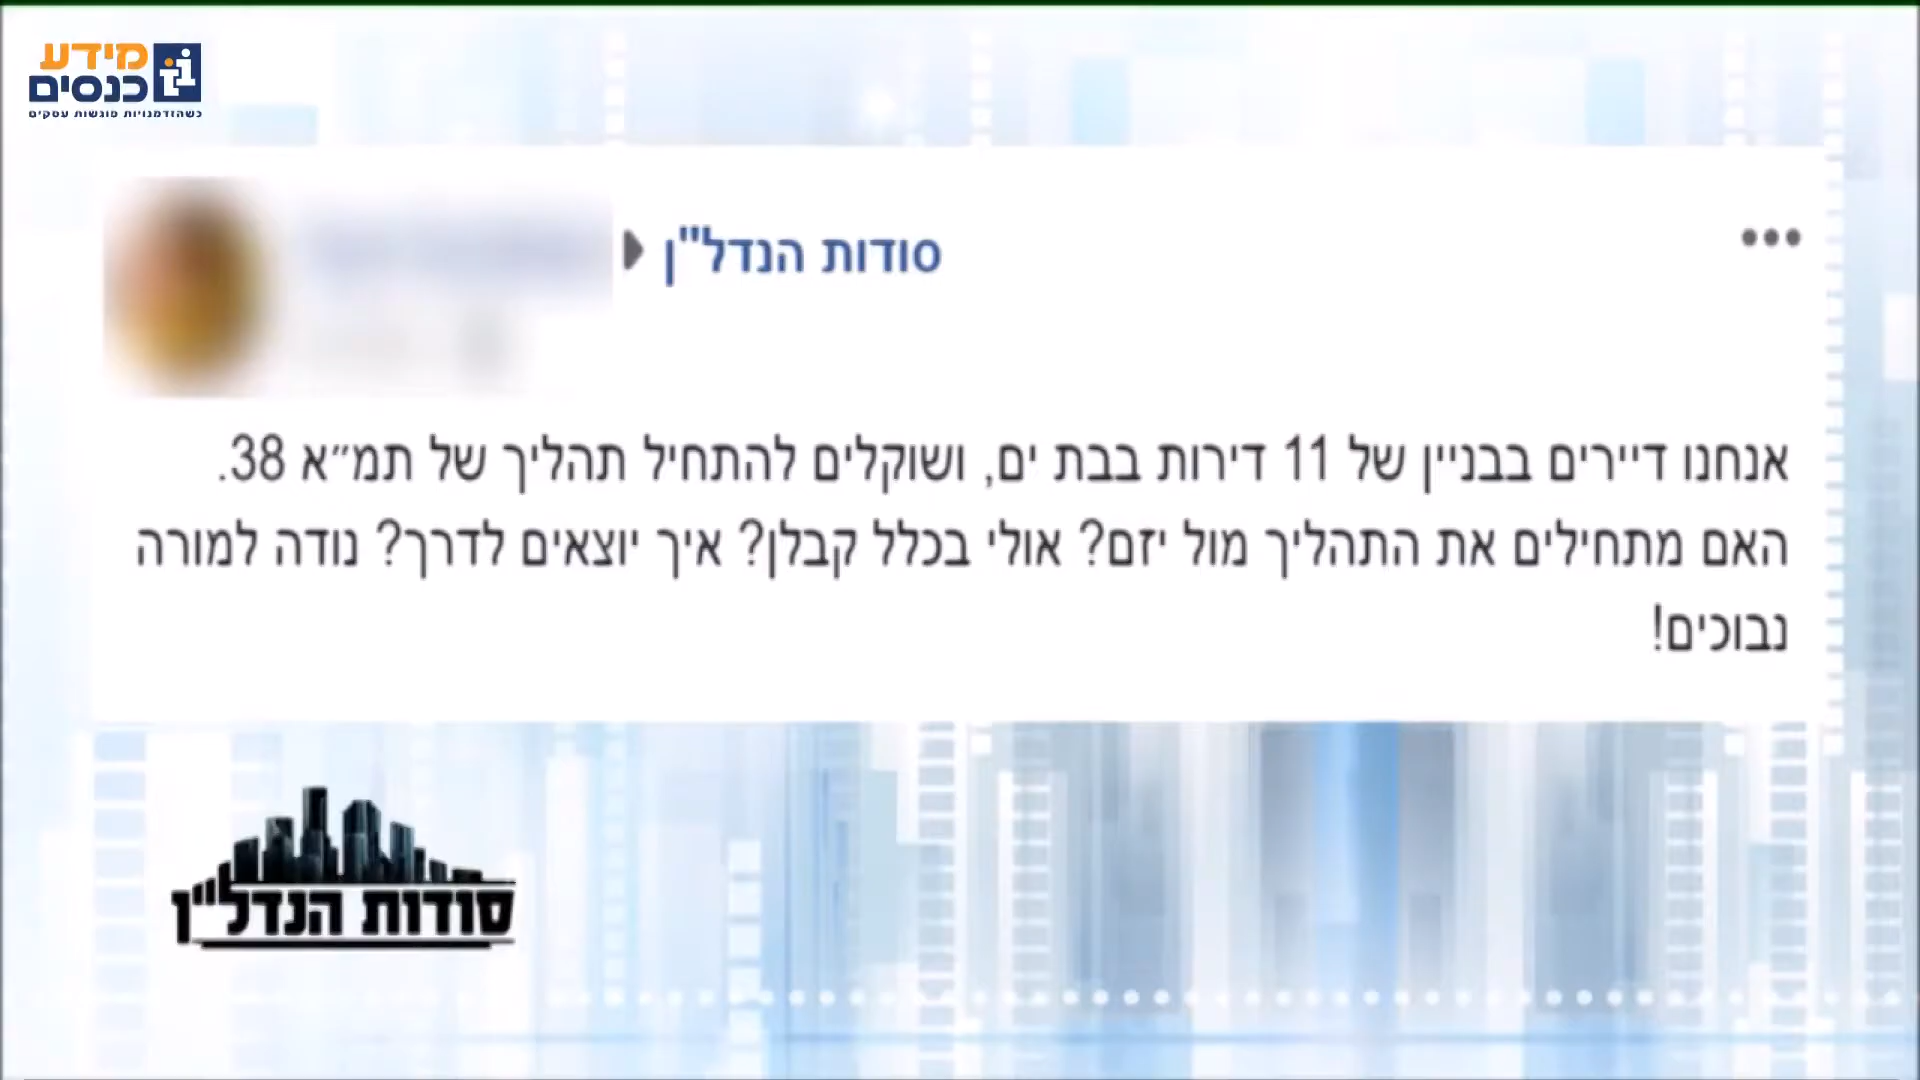 מידע
כנסים
כשהזדמנויות פוגשות עסקים
סודות הנדל"ן
אנחנו דיירים בבניין של 11 דירות בבת ים, ושוקלים להתחיל תהליך של תמ״א 38.
האם מתחילים את התהליך מול יזם? אולי בכלל קבלן? איך יוצאים לדרך? נודה למורה
נבוכים!
סודות הנדל"ן